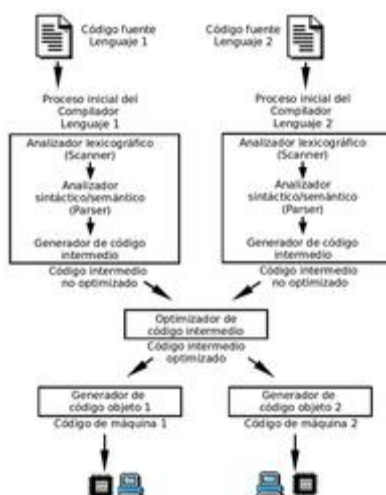 Código fuente
Lenguaje 1
Código fuente
Lenguaje 2
Proceso inicial del
Compilador
Lenguaje 1
Proceso inicial del
Compilador
Lenguaje 2
Analizador lexicográfico
(Scanner)
Analizador
sintáctico/semántico
(Parser)
Generador de código
intermedio
Analizador lexicográfico
(Scanner)
Analizador
sintáctico/semántico
(Parser)
Generador de código
intermedio
Código intermedio
no optimizado
Código intermedio
no optimizado
Optimizador de
código intermedio
Código intermedio
optimizado
Generador de
código objeto 1
Generador de
código objeto 2
Código de máquina 1
Código de máquina 2